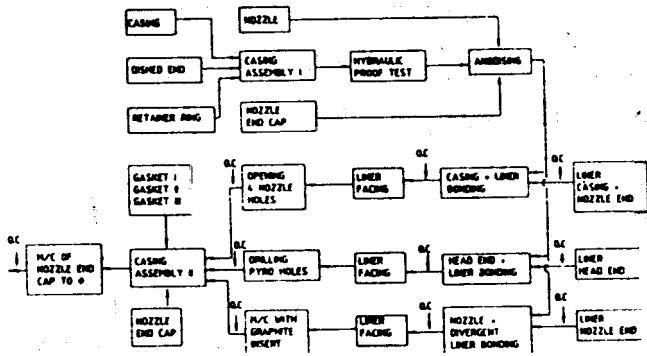 CASING
NOZZLE
DISHED END
CASING
ASSEMBLY I
HYDRAULIC
PROOF TEST
ANODISING
RETAINER RING
NOZZLE
END CAP
GASKET I
GASKET II
GASKET III
Q.C
OPENING
4 NOZZLE
HOLES
LINER
FACING
Q.C
CASING + LINER
BONDING
Q.C
LINER
CASING +
NOZZLE END
Q.C
M/C OF
NOZZLE END
CAP TO Φ
CASING
ASSEMBLY II
Q.C
DRILLING
PYRO HOLES
LINER
FACING
Q.C
HEAD END +
LINER BONDING
Q.C
LINER
HEAD END
NOZZLE
END CAP
Q.C
M/C WITH
GRAPHITE
INSERT
LINER
FACING
Q.C
NOZZLE +
DIVERGENT
LINER BONDING
Q.C
LINER
NOZZLE END